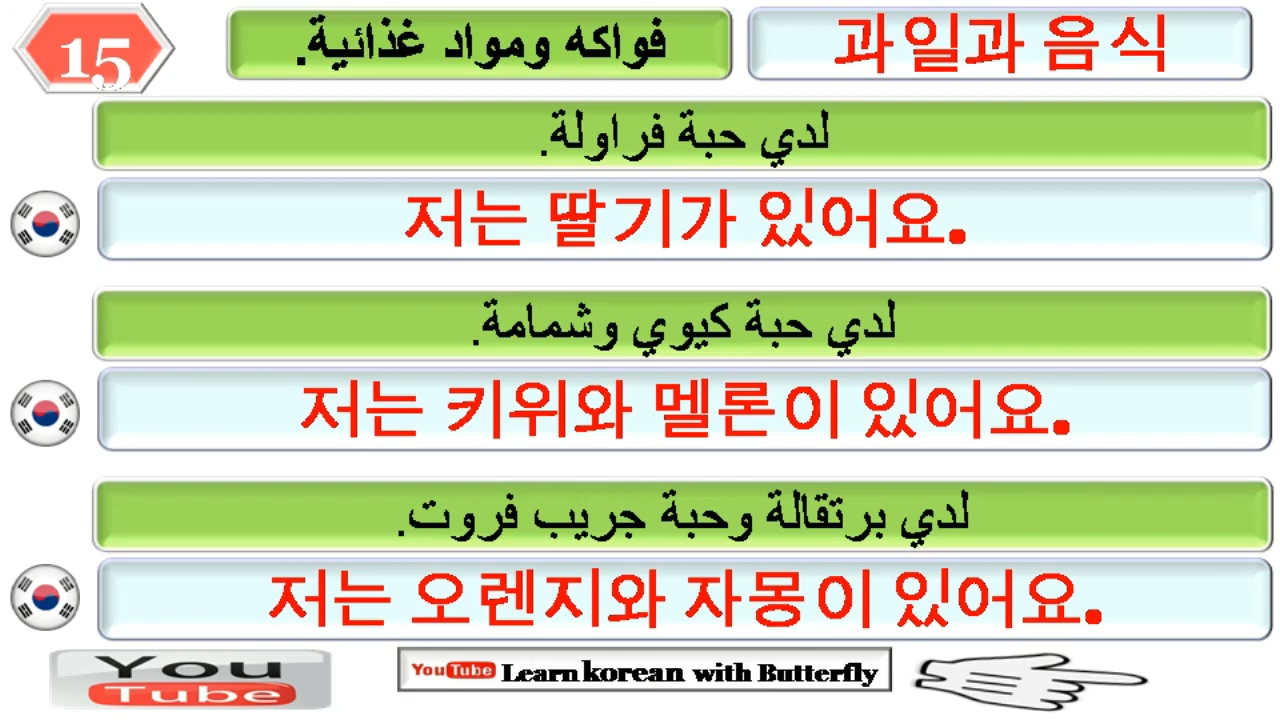 15
فواكه ومواد غذائية.
과일과 음식
لدي حبة فراولة.
저는 딸기가 있어요.
لدي حبة كيوي وشمامة.
저는 키위와 멜론이 있어요.
لدي برتقالة وحبة جريب فروت.
저는 오렌지와 자몽이 있어요.
You
Tube
YouTube Learn korean with Butterfly